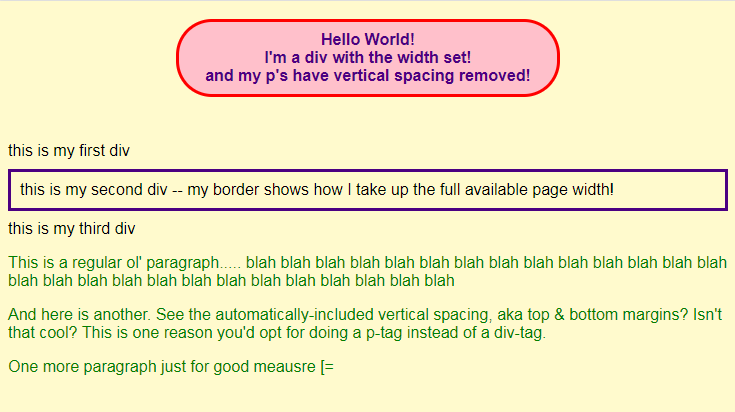 Hello World!
I'm a div with the width set!
and my p's have vertical spacing removed!
this is my first div
this is my second div -- my border shows how I take up the full available page width!
this is my third div
This is a regular ol' paragraph..... blah blah blah blah blah blah blah blah blah blah blah blah blah blah
blah blah blah blah blah blah blah blah blah blah blah blah blah
And here is another. See the automatically-included vertical spacing, aka top & bottom margins? Isn't
that cool? This is one reason you'd opt for doing a p-tag instead of a div-tag.
One more paragraph just for good meausre [=